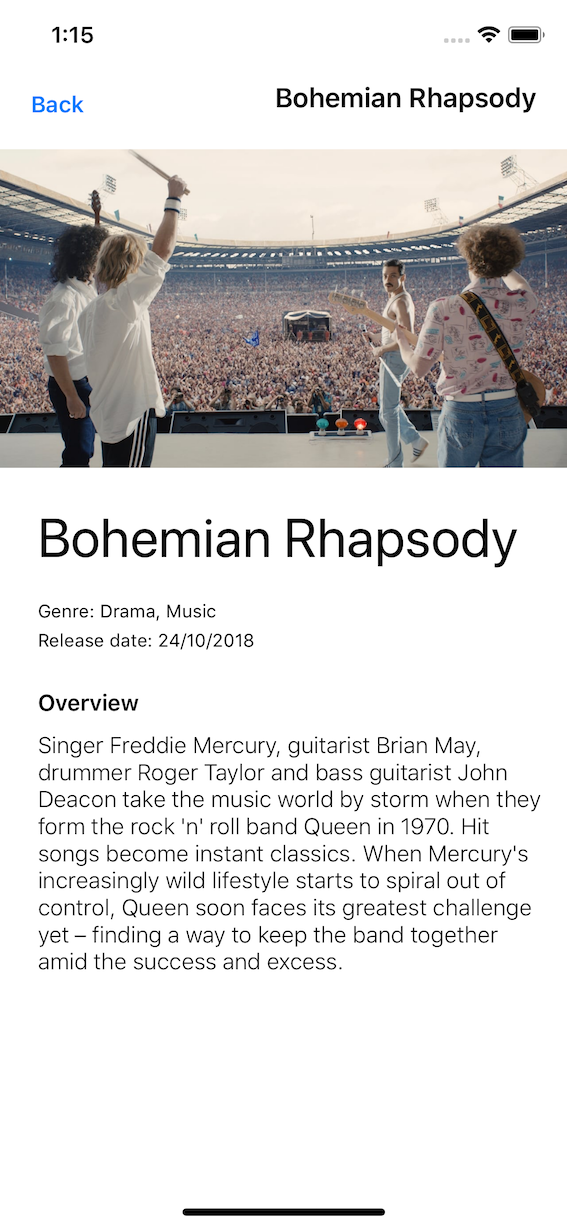 1:15
Back
Bohemian Rhapsody
Bohemian Rhapsody
Genre: Drama, Music
Release date: 24/10/2018
Overview
Singer Freddie Mercury, guitarist Brian May,
drummer Roger Taylor and bass guitarist John
Deacon take the music world by storm when they
form the rock 'n' roll band Queen in 1970. Hit
songs become instant classics. When Mercury's
increasingly wild lifestyle starts to spiral out of
control, Queen soon faces its greatest challenge
yet – finding a way to keep the band together
amid the success and excess.